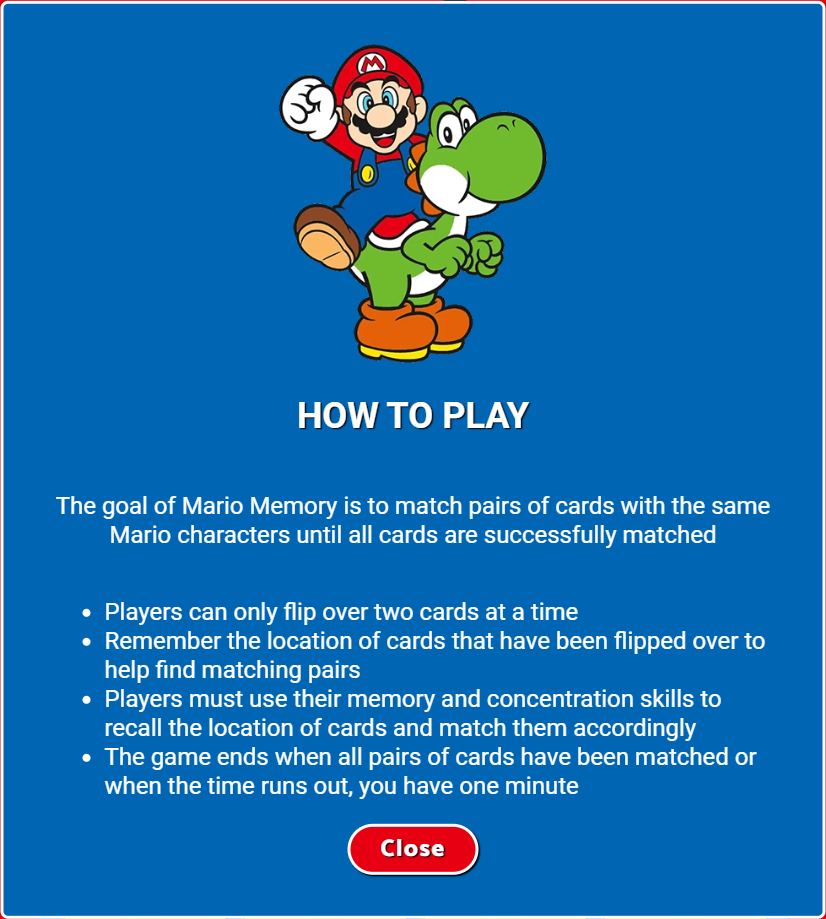 HOW TO PLAY
The goal of Mario Memory is to match pairs of cards with the same
Mario characters until all cards are successfully matched
• Players can only flip over two cards at a time
• Remember the location of cards that have been flipped over to
help find matching pairs
• Players must use their memory and concentration skills to
recall the location of cards and match them accordingly
• The game ends when all pairs of cards have been matched or
when the time runs out, you have one minute
Close